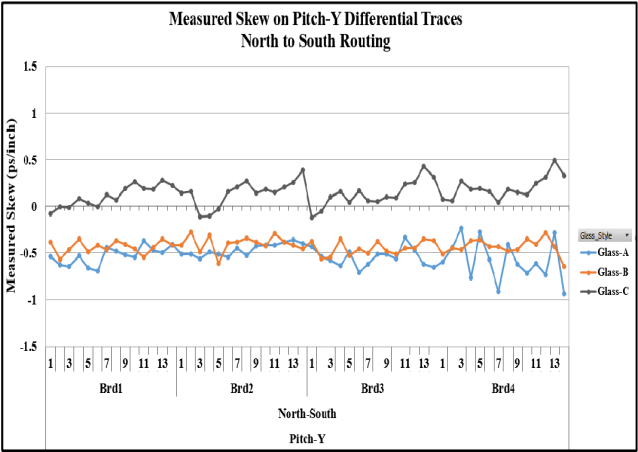 Measured Skew on Pitch-Y Differential Traces
North to South Routing
Measured Skew (ps/inch)
1.5
1
0.5
0
-0.5
-1
-1.5
1 3 5 7 9 11 13 1 3 5 7 9 11 13 1 3 5 7 9 11 13 1 3 5 7 9 11 13
Brd1 Brd2 Brd3 Brd4
North-South
Pitch-Y
Glass_Style
Glass-A
Glass-B
Glass-C